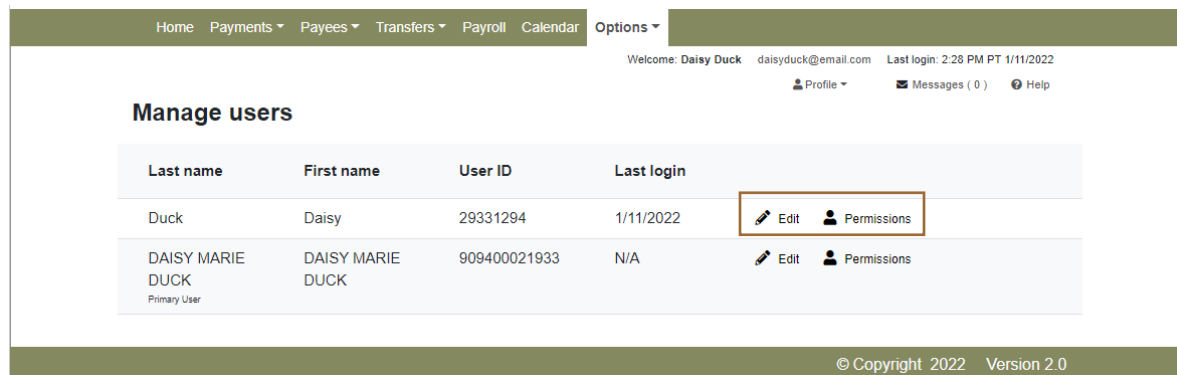 Home Payments Payees Transfers Payroll Calendar Options
Welcome: Daisy Duck daisyduck@email.com Last login: 2:28 PM PT 1/11/2022
Profile Messages ( 0 ) Help
Manage users
Last name First name User ID Last login
Duck Daisy 29331294 1/11/2022 Edit Permissions
DAISY MARIE DAISY MARIE 909400021933 N/A Edit Permissions
DUCK DUCK
Primary User
© Copyright 2022 Version 2.0